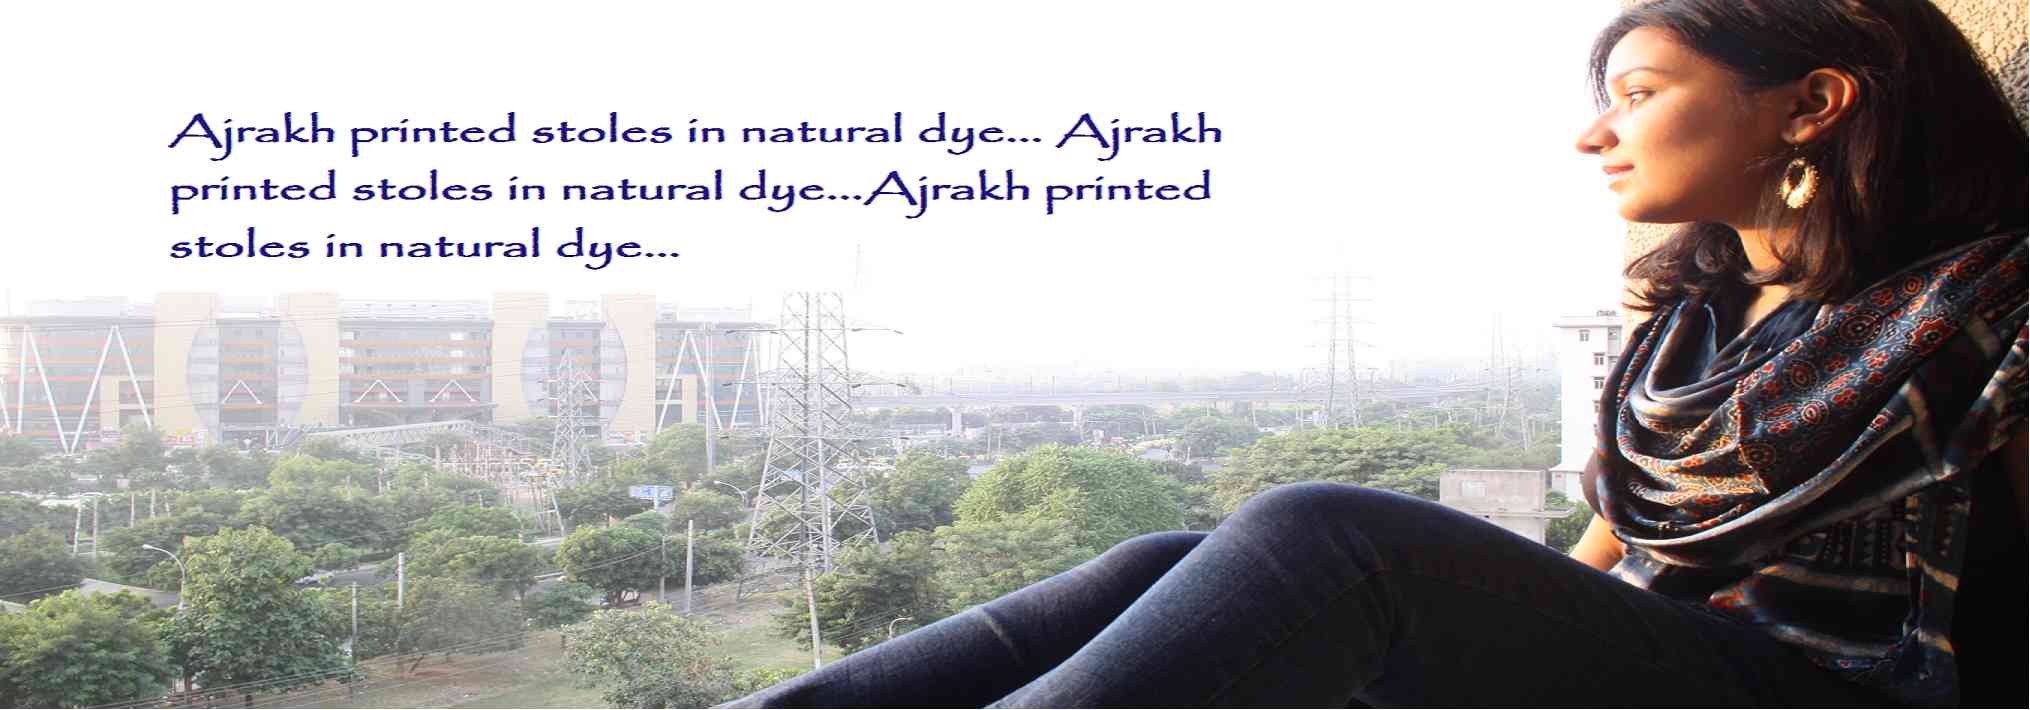 Ajrakh printed stoles in natural dye... Ajrakh
printed stoles in natural dye...Ajrakh printed
stoles in natural dye...